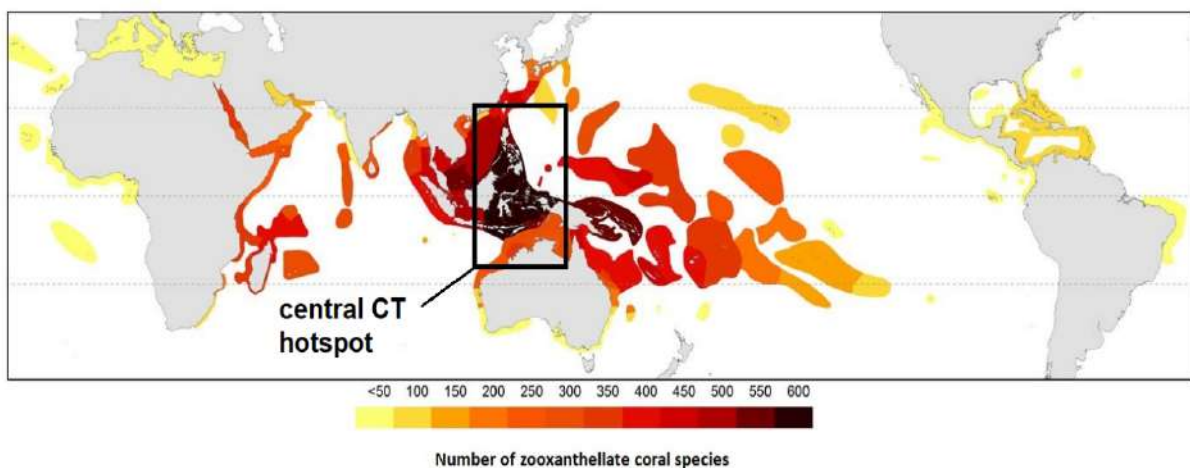 central CT
hotspot
<50 100 150 200 250 300 350 400 450 500 550 600
Number of zooxanthellate coral species